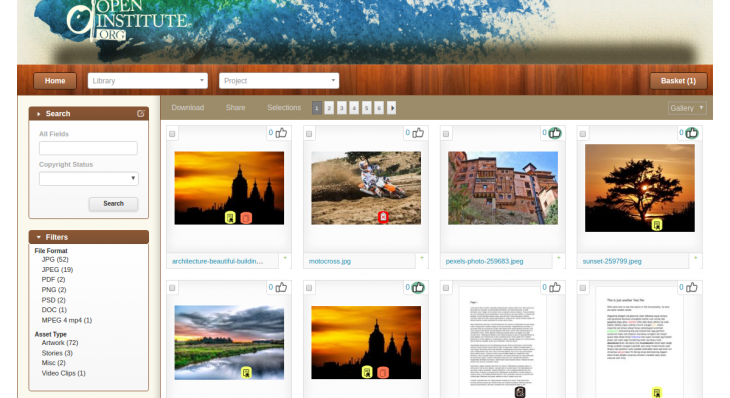 OPEN
INSTITUTE
.ORG
Home
Library
Project
Basket (1)
Search
Download
Share
Selections
1 2 3 4 5 6
Gallery
All Fields
Copyright Status
Search
0
0
0
0
architecture-beautiful-buildin...
+
motocross.jpg
+
pexels-photo-259683.jpeg
+
sunset-259799.jpeg
+
Filters
File Format
JPG (52)
JPEG (19)
PDF (2)
PNG (2)
PSD (2)
DOC (1)
MPEG 4 mp4 (1)
Asset Type
Artwork (72)
Stories (3)
Misc (2)
Video Clips (1)
0
0
0
0